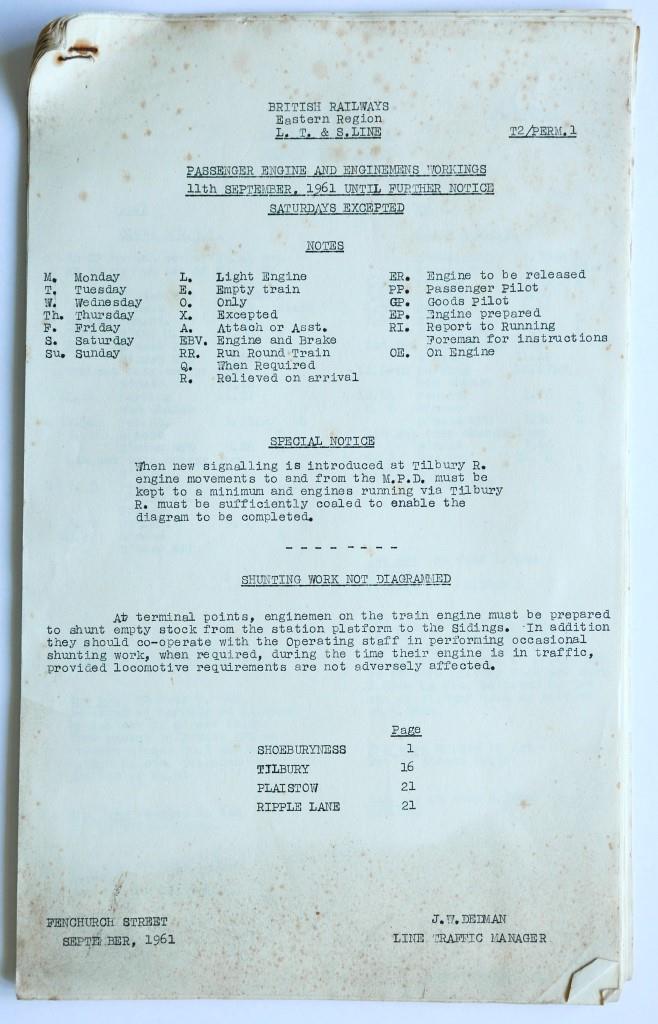 BRITISH RAILWAYS
Eastern Region
L. T. & S.LINE T2/PERM.1
PASSENGER ENGINE AND ENGINEMENS WORKINGS
11th SEPTEMBER, 1961 UNTIL FURTHER NOTICE
SATURDAYS EXCEPTED
NOTES
M. Monday L. Light Engine ER. Engine to be released
T. Tuesday E. Empty train PP. Passenger Pilot
W. Wednesday O. Only GP. Goods Pilot
Th. Thursday X. Excepted EP. Engine prepared
F. Friday A. Attach or Asst. RI. Report to Running
S. Saturday EBV. Engine and Brake Foreman for instructions
Su. Sunday RR. Run Round Train OE. On Engine
Q. When Required
R. Relieved on arrival
SPECIAL NOTICE
When new signalling is introduced at Tilbury R.
engine movements to and from the M.P.D. must be
kept to a minimum and engines running via Tilbury
R. must be sufficiently coaled to enable the
diagram to be completed.
- - - - - - - -
SHUNTING WORK NOT DIAGRAMMED
At terminal points, enginemen on the train engine must be prepared
to shunt empty stock from the station platform to the Sidings. In addition
they should co-operate with the Operating staff in performing occasional
shunting work, when required, during the time their engine is in traffic,
provided locomotive requirements are not adversely affected.
Page
SHOEBURYNESS 1
TILBURY 16
PLAISTOW 21
RIPPLE LANE 21
FENCHURCH STREET J.W.DEDMAN
SEPTEMBER, 1961 LINE TRAFFIC MANAGER